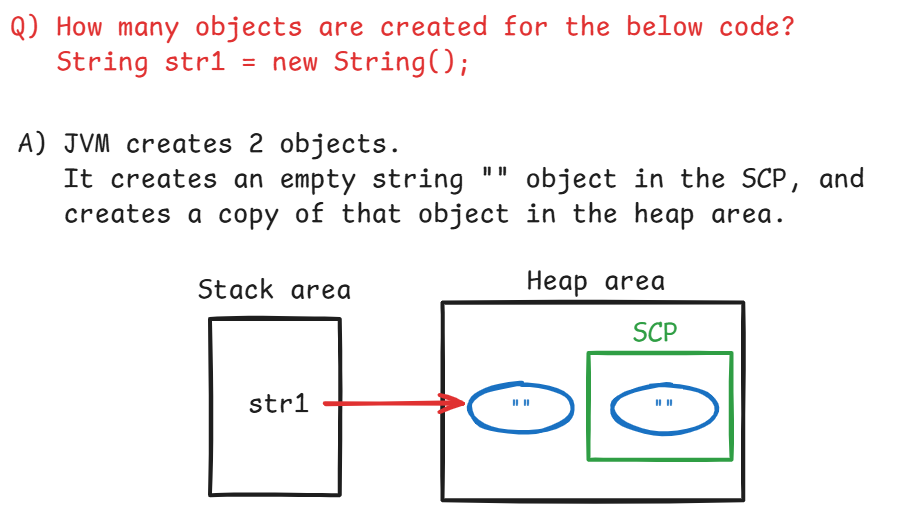 Q) How many objects are created for the below code?
String str1 = new String();
A) JVM creates 2 objects.
It creates an empty string "" object in the SCP, and
creates a copy of that object in the heap area.
Stack area
Heap area
SCP
str1
""
""